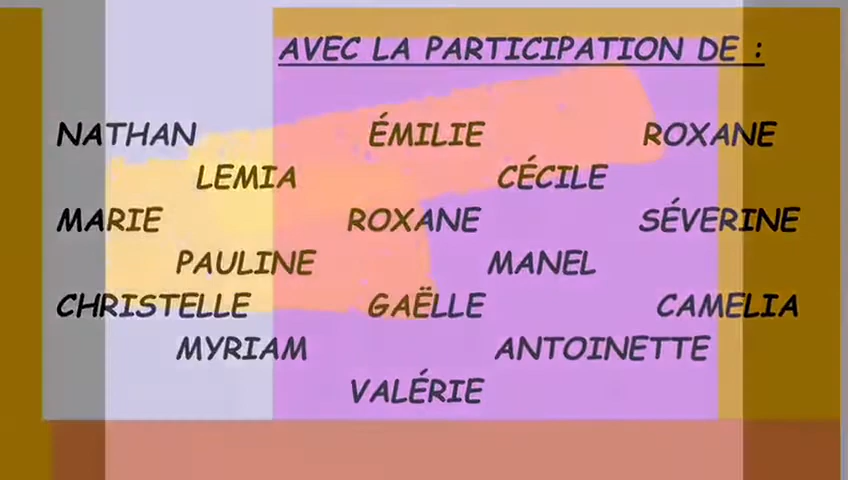 AVEC LA PARTICIPATION DE :
NATHAN ÉMILIE ROXANE
LEMIA CÉCILE
MARIE ROXANE SÉVERINE
PAULINE MANEL
CHRISTELLE GAËLLE CAMELIA
MYRIAM ANTOINETTE
VALÉRIE